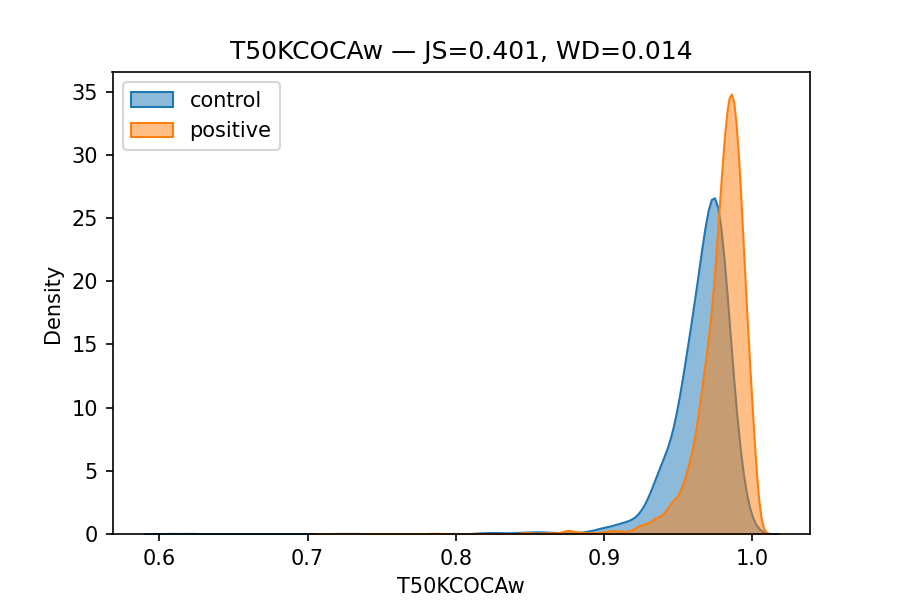 T50KCOCAw — JS=0.401, WD=0.014
control
positive
Density
35
30
25
20
15
10
5
0
0.6 0.7 0.8 0.9 1.0
T50KCOCAw